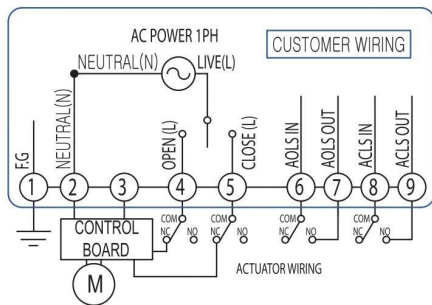 AC POWER 1PH
CUSTOMER WIRING
NEUTRAL(N)
LIVE(L)
F.G
NEUTRAL(N)
OPEN (L)
CLOSE (L)
AOLS IN
AOLS OUT
ACLS IN
ACLS OUT
1 2 3 4 5 6 7 8 9
CONTROL
BOARD
COM
NC NO
COM
NC NO
COM
NC NO
COM
NC NO
M
ACTUATOR WIRING